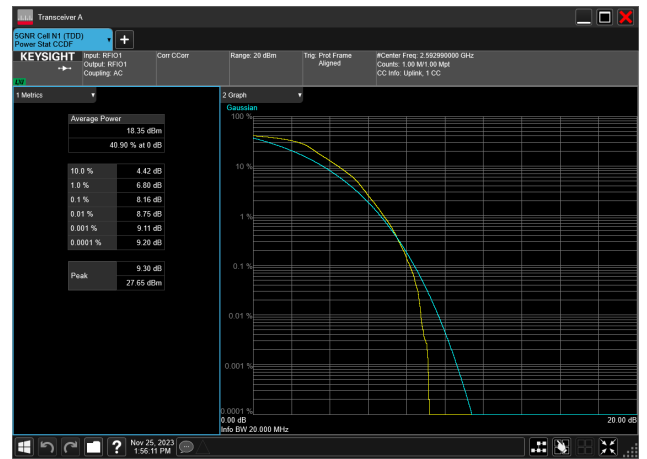 Transceiver A
5GNR Cell N1 (TDD)
Power Stat CCDF
KEYSIGHT
LW
Input: RFIO1
Output: RFIO1
Coupling: AC
Corr CCorr
Range: 20 dBm
Trig: Prot Frame
Aligned
#Center Freq: 2.592990000 GHz
Counts: 1.00 M/1.00 Mpt
CC Info: Uplink, 1 CC
1 Metrics
Average Power
18.35 dBm
40.90 % at 0 dB
10.0 % 4.42 dB
1.0 % 6.80 dB
0.1 % 8.16 dB
0.01 % 8.75 dB
0.001 % 9.11 dB
0.0001 % 9.20 dB
Peak 9.30 dB
27.65 dBm
2 Graph
Gaussian
100 %
10 %
1 %
0.1 %
0.01 %
0.001 %
0.0001 %
0.00 dB 20.00 dB
Info BW 20.000 MHz
?
Nov 25, 2023
1:56:11 PM